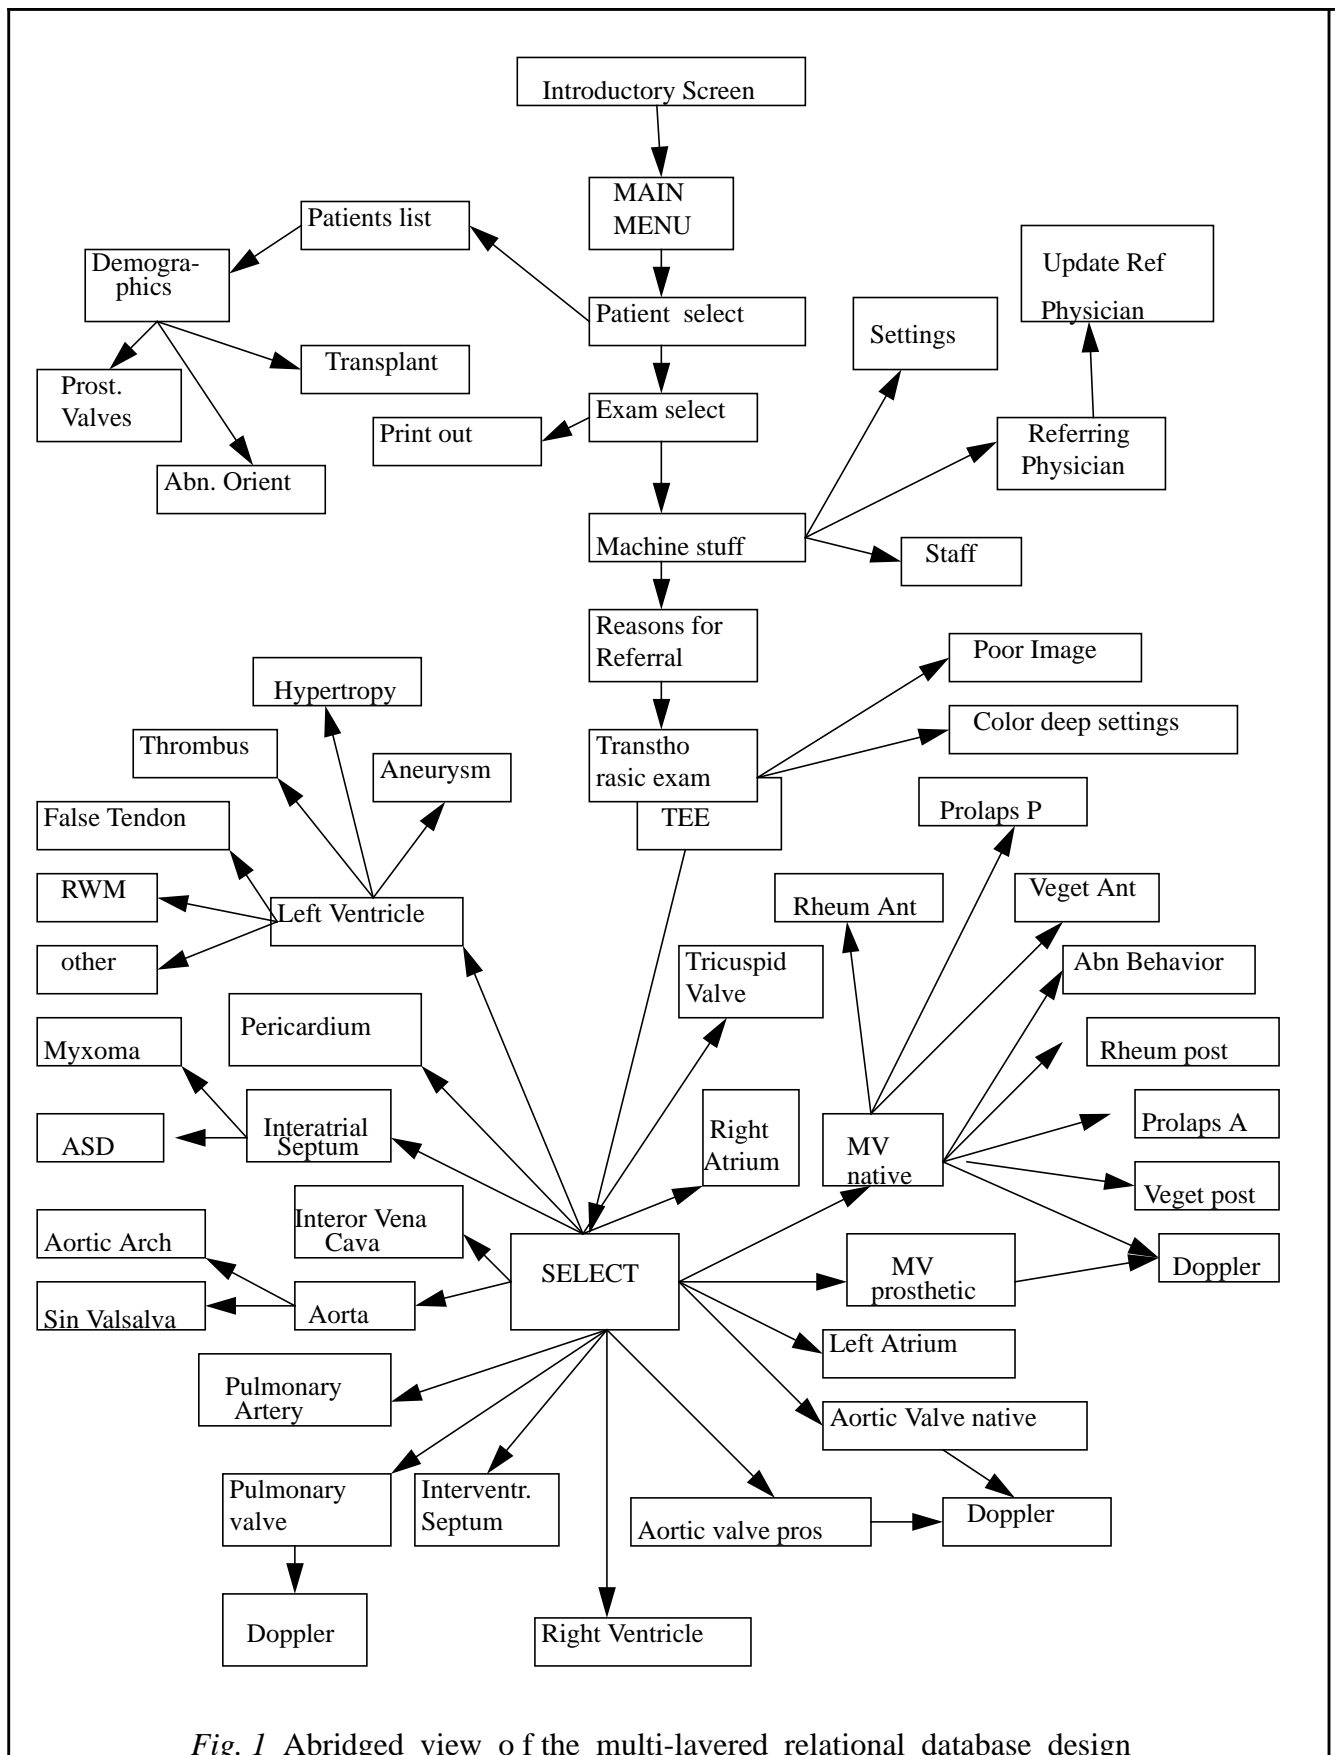 Introductory Screen
MAIN
MENU
Patients list
Demogra-
phics
Update Ref
Physician
Patient select
Settings
Transplant
Prost.
Valves
Exam select
Print out
Referring
Physician
Abn. Orient
Machine stuff
Staff
Reasons for
Referral
Poor Image
Hypertropy
Color deep settings
Thrombus
Transtho
rasic exam
Aneurysm
TEE
Prolaps P
False Tendon
RWM
Veget Ant
Rheum Ant
Left Ventricle
other
Tricuspid
Valve
Abn Behavior
Pericardium
Myxoma
Rheum post
Interatrial
Septum
ASD
Right
Atrium
MV
native
Prolaps A
Veget post
Interor Vena
Cava
Aortic Arch
SELECT
MV
prosthetic
Doppler
Sin Valsalva
Aorta
Left Atrium
Pulmonary
Artery
Aortic Valve native
Pulmonary
valve
Interventr.
Septum
Aortic valve pros
Doppler
Doppler
Right Ventricle
Fig. 1 Abridged view o f the multi-layered relational database design